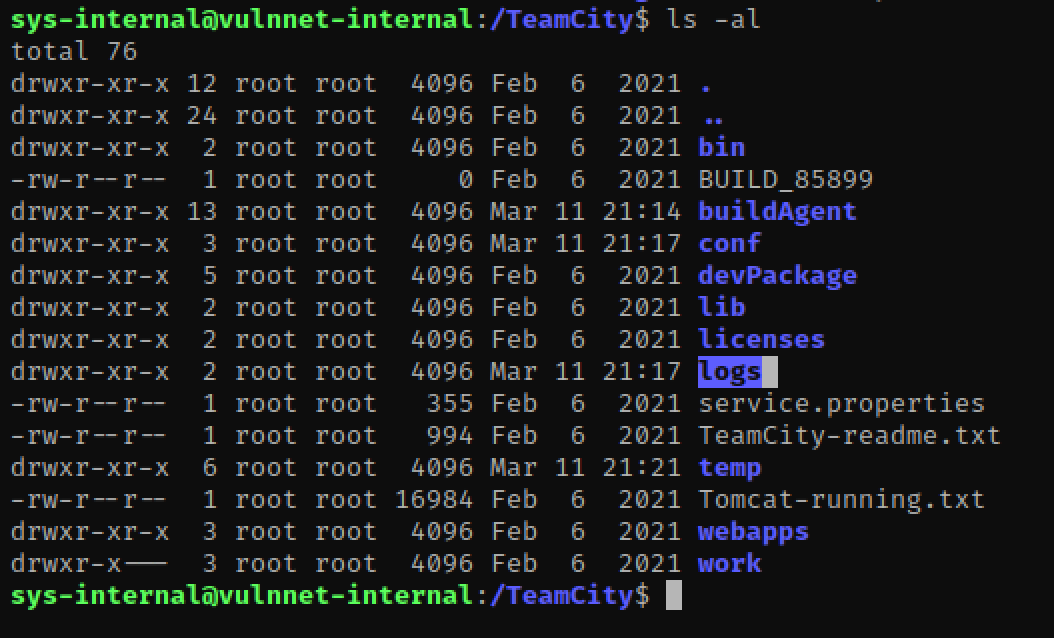 sys-internal@vulnnet-internal:/TeamCity$ ls -al
total 76
drwxr-xr-x 12 root root  4096 Feb  6  2021 .
drwxr-xr-x 24 root root  4096 Feb  6  2021 ..
drwxr-xr-x  2 root root  4096 Feb  6  2021 bin
-rw-r--r--  1 root root     0 Feb  6  2021 BUILD_85899
drwxr-xr-x 13 root root  4096 Mar 11 21:14 buildAgent
drwxr-xr-x  3 root root  4096 Mar 11 21:17 conf
drwxr-xr-x  5 root root  4096 Feb  6  2021 devPackage
drwxr-xr-x  2 root root  4096 Feb  6  2021 lib
drwxr-xr-x  2 root root  4096 Feb  6  2021 licenses
drwxr-xr-x  2 root root  4096 Mar 11 21:17 logs
-rw-r--r--  1 root root   355 Feb  6  2021 service.properties
-rw-r--r--  1 root root   994 Feb  6  2021 TeamCity-readme.txt
drwxr-xr-x  6 root root  4096 Mar 11 21:21 temp
-rw-r--r--  1 root root 16984 Feb  6  2021 Tomcat-running.txt
drwxr-xr-x  3 root root  4096 Feb  6  2021 webapps
drwxr-x---  3 root root  4096 Feb  6  2021 work
sys-internal@vulnnet-internal:/TeamCity$